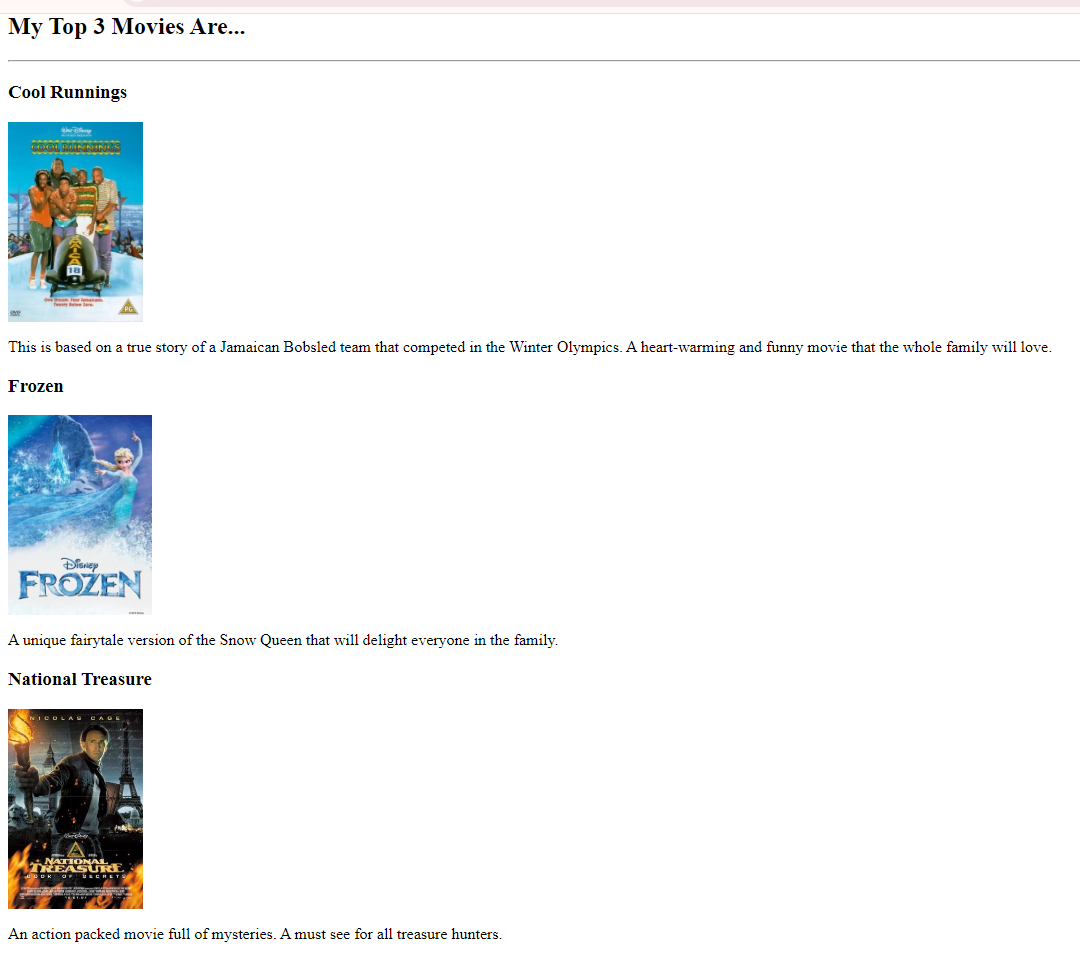 My Top 3 Movies Are...
Cool Runnings
Walt Disney
COOL RUNNINGS
JAMAICA
18
One Dream. Four Jamaicans.
Twenty Below Zero.
PG
DVD
This is based on a true story of a Jamaican Bobsled team that competed in the Winter Olympics. A heart-warming and funny movie that the whole family will love.
Frozen
Disney
FROZEN
A unique fairytale version of the Snow Queen that will delight everyone in the family.
National Treasure
NICOLAS CAGE
Walt Disney
NATIONAL
TREASURE
BOOK OF SECRETS
An action packed movie full of mysteries. A must see for all treasure hunters.